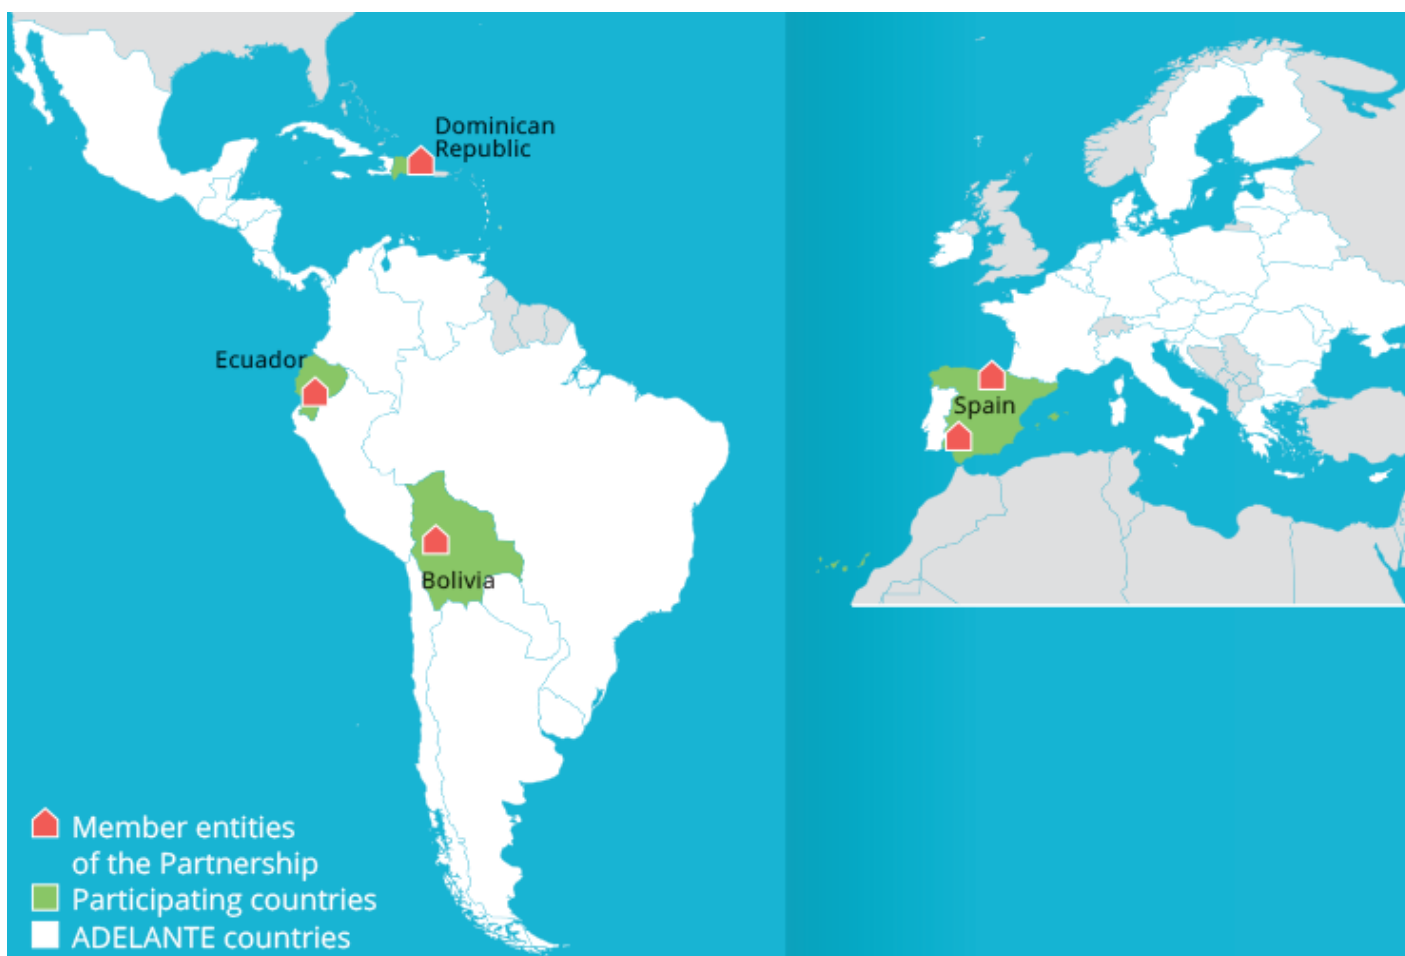 Dominican
Republic
Ecuador
Spain
Bolivia
Member entities
of the Partnership
Participating countries
ADELANTE countries